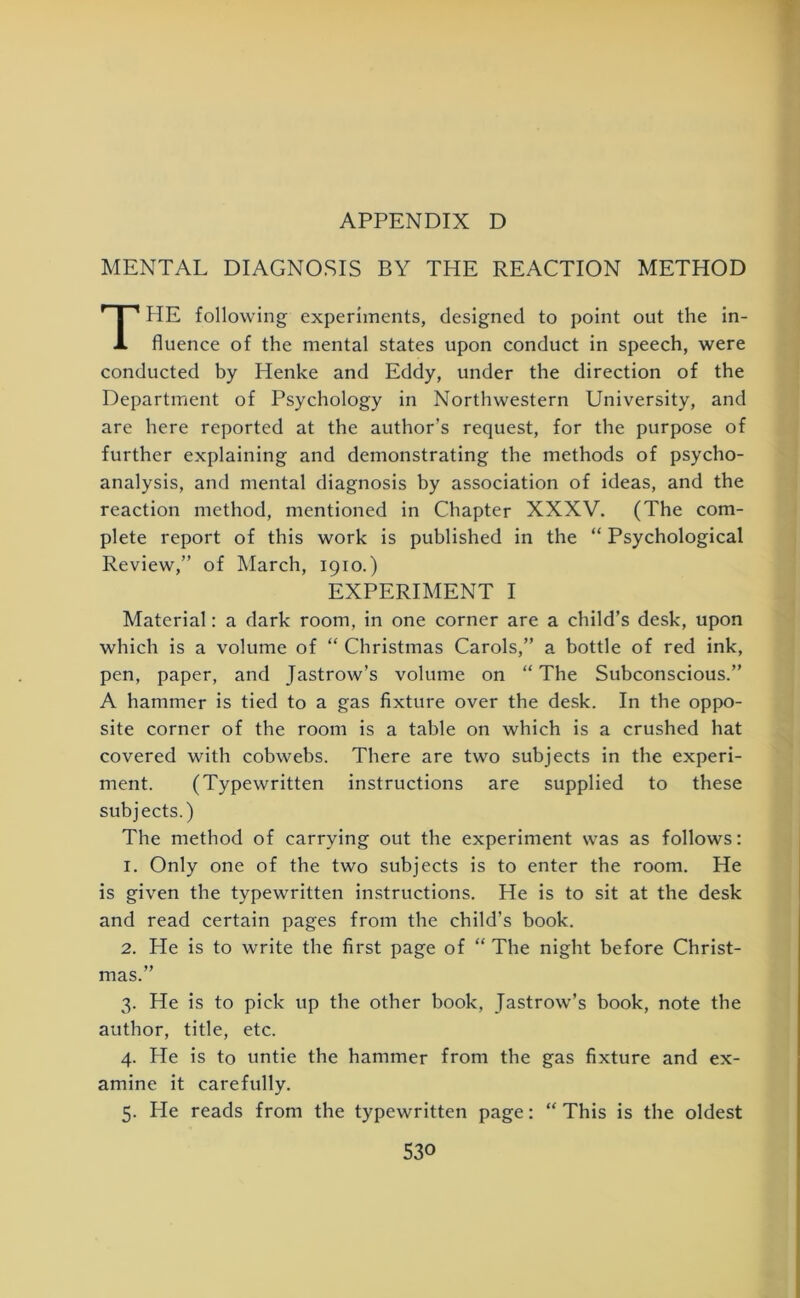 APPENDIX D
MENTAL DIAGNOSIS BY THE REACTION METHOD
THE following experiments, designed to point out the in-
fluence of the mental states upon conduct in speech, were
conducted by Henke and Eddy, under the direction of the
Department of Psychology in Northwestern University, and
are here reported at the author's request, for the purpose of
further explaining and demonstrating the methods of psycho-
analysis, and mental diagnosis by association of ideas, and the
reaction method, mentioned in Chapter XXXV. (The com-
plete report of this work is published in the “ Psychological
Review,” of March, 1910.)
EXPERIMENT I
Material: a dark room, in one corner are a child's desk, upon
which is a volume of “ Christmas Carols,” a bottle of red ink,
pen, paper, and Jastrow's volume on “ The Subconscious.”
A hammer is tied to a gas fixture over the desk. In the oppo-
site corner of the room is a table on which is a crushed hat
covered with cobwebs. There are two subjects in the experi-
ment. (Typewritten instructions are supplied to these
subjects.)
The method of carrying out the experiment was as follows:
1. Only one of the two subjects is to enter the room. He
is given the typewritten instructions. He is to sit at the desk
and read certain pages from the child's book.
2. He is to write the first page of “ The night before Christ-
mas.”
3. He is to pick up the other book, Jastrow's book, note the
author, title, etc.
4. He is to untie the hammer from the gas fixture and ex-
amine it carefully.
5. He reads from the typewritten page: “ This is the oldest
530